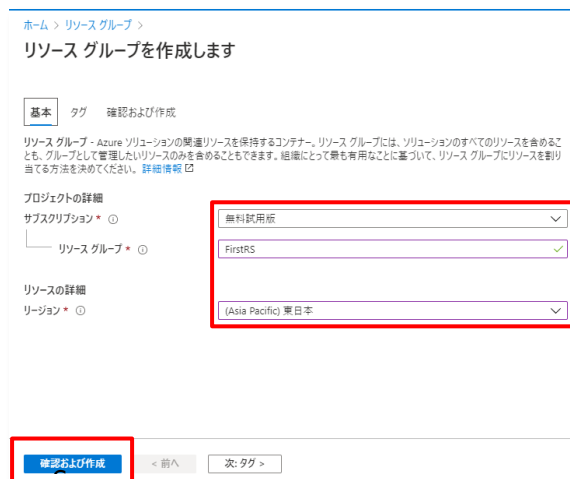 ホーム > リソース グループ >
リソース グループを作成します
基本 タグ 確認および作成
リソース グループ - Azure ソリューションの関連リソースを保持するコンテナー。リソース グループには、ソリューションのすべてのリソースを含めるこ
とも、グループとして管理したいリソースのみを含めることもできます。組織にとって最も有用なことに基づいて、リソース グループにリソースを割り
当てる方法を決めてください。 詳細情報
プロジェクトの詳細
サブスクリプション * 無料試用版
リソース グループ * FirstRS
リソースの詳細
リージョン * (Asia Pacific) 東日本
確認および作成 < 前へ 次: タグ >